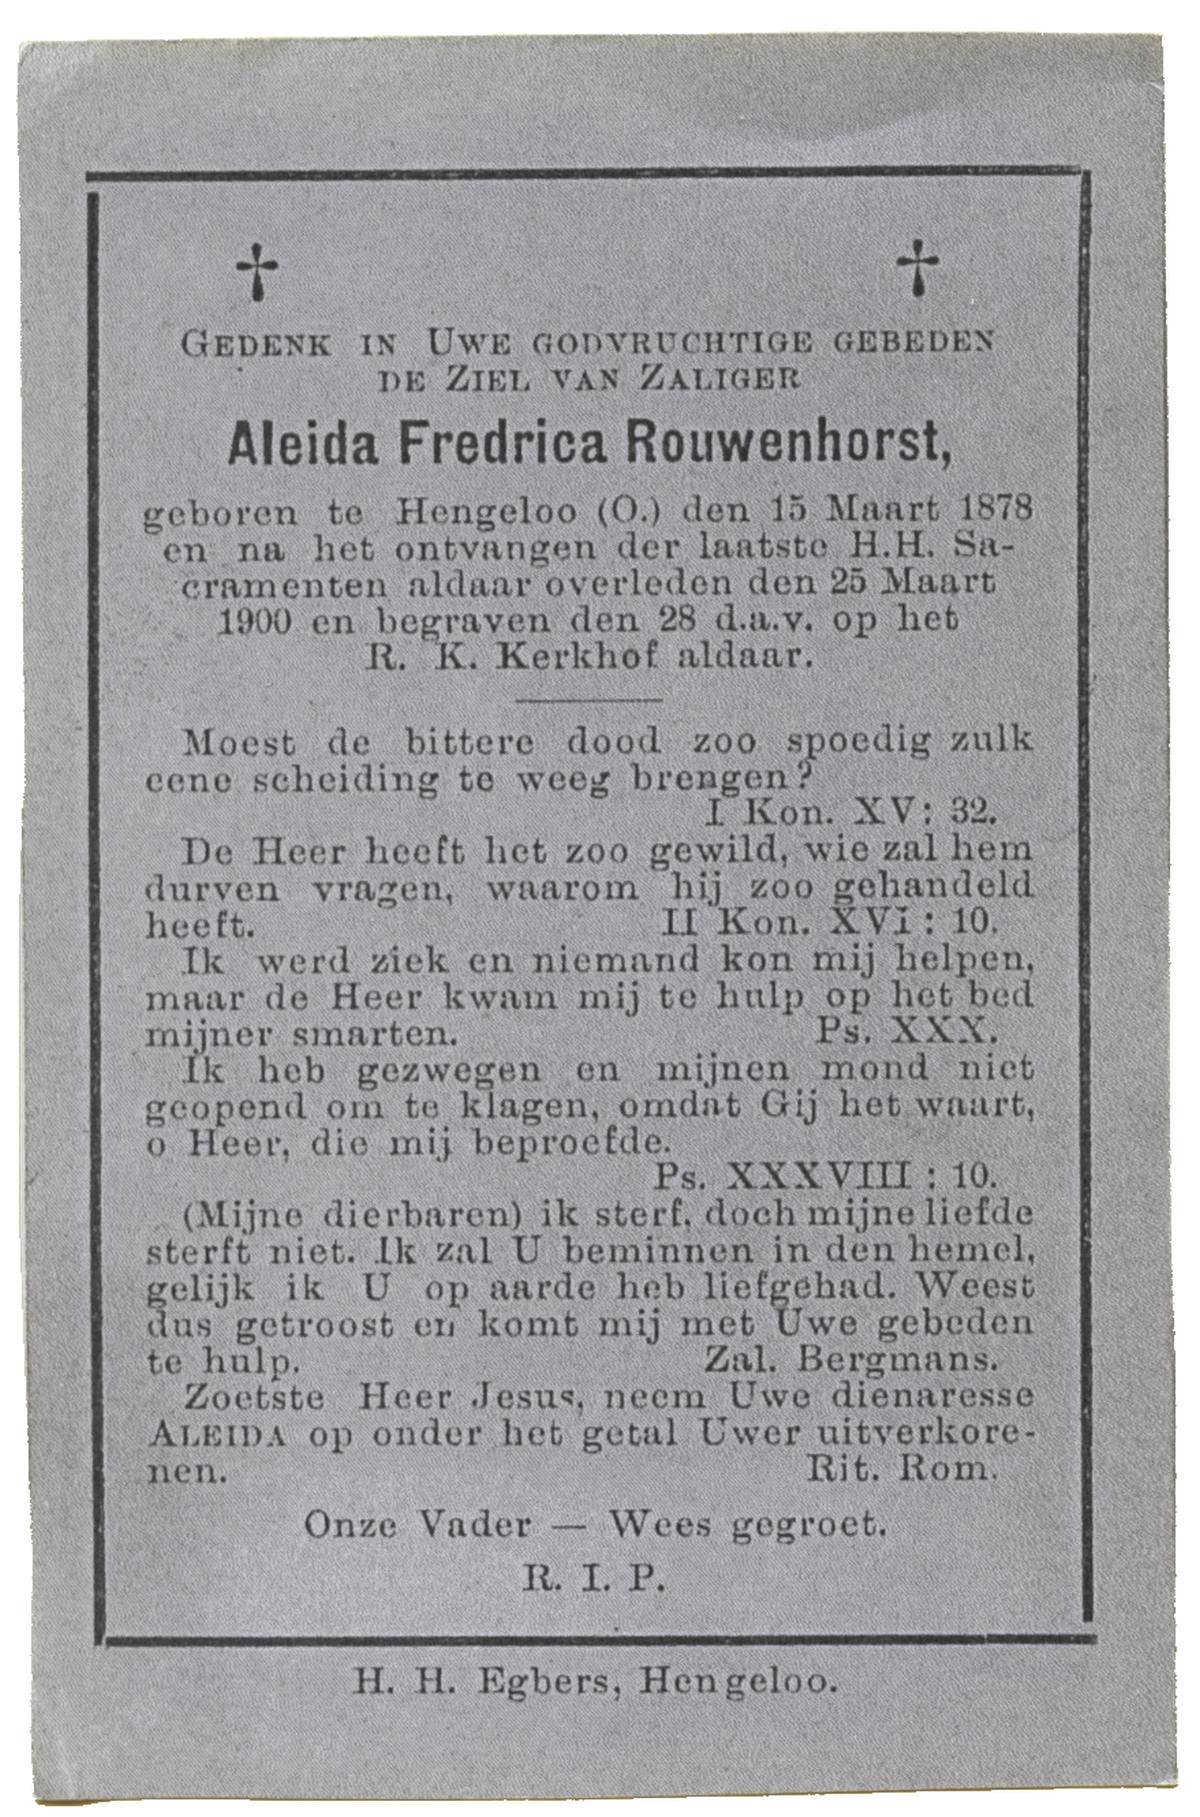 † †
GEDENK IN UWE GODVRUCHTIGE GEBEDEN
DE ZIEL VAN ZALIGER
Aleida Fredrica Rouwenhorst,
geboren te Hengeloo (O.) den 15 Maart 1878
en na het ontvangen der laatste H.H. Sa-
cramenten aldaar overleden den 25 Maart
1900 en begraven den 28 d.a.v. op het
R. K. Kerkhof aldaar.
Moest de bittere dood zoo spoedig zulk
eene scheiding te weeg brengen?
I Kon. XV: 32.
De Heer heeft het zoo gewild, wie zal hem
durven vragen, waarom hij zoo gehandeld
heeft. II Kon. XVI : 10.
Ik werd ziek en niemand kon mij helpen,
maar de Heer kwam mij te hulp op het bed
mijner smarten. Ps. XXX.
Ik heb gezwegen en mijnen mond niet
geopend om te klagen, omdat Gij het waart,
o Heer, die mij beproefde.
Ps. XXXVIII : 10.
(Mijne dierbaren) ik sterf, doch mijne liefde
sterft niet. Ik zal U beminnen in den hemel,
gelijk ik U op aarde heb liefgehad. Weest
dus getroost en komt mij met Uwe gebeden
te hulp. Zal. Bergmans.
Zoetste Heer Jesus, neem Uwe dienaresse
ALEIDA op onder het getal Uwer uitverkore-
nen. Rit. Rom.
Onze Vader — Wees gegroet.
R. I. P.
H. H. Egbers, Hengeloo.